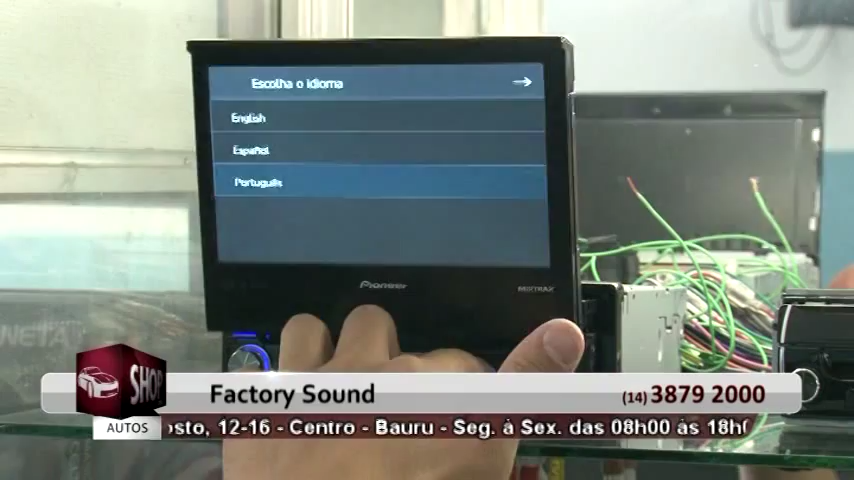 Escolha o idioma
English
Español
Português
Pioneer
MIXTRAX
SHOP
AUTOS
Factory Sound
(14) 3879 2000
osto, 12-16 - Centro - Bauru - Seg. à Sex. das 08h00 às 18h